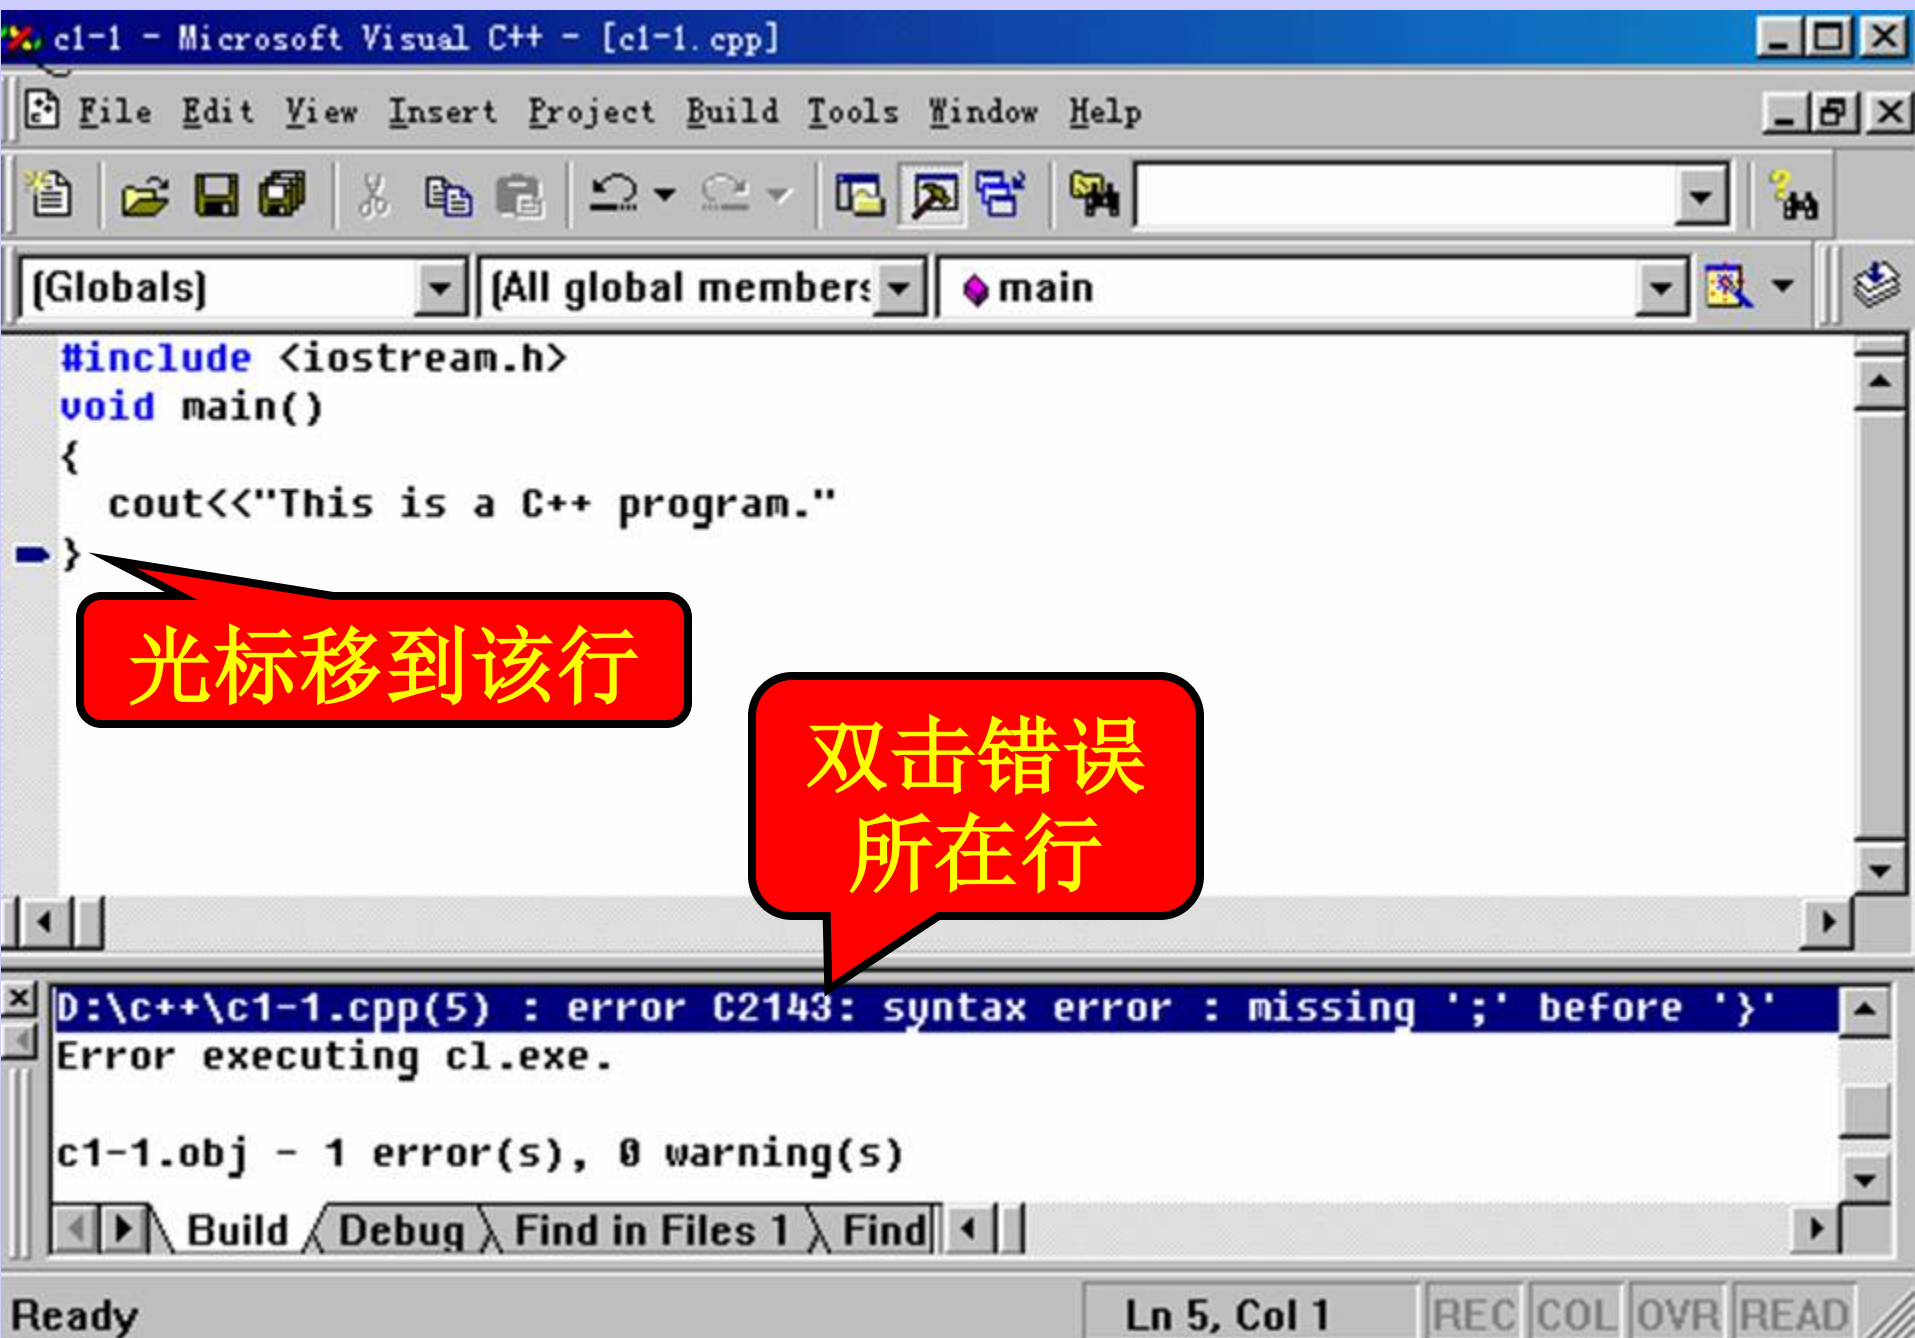 c1-1 - Microsoft Visual C++ - [c1-1.cpp]
File Edit View Insert Project Build Tools Window Help
(Globals) (All global members main
#include <iostream.h>
void main()
{
cout<<"This is a C++ program."
}
光标移到该行
双击错误
所在行
D:\c++\c1-1.cpp(5) : error C2143: syntax error : missing ';' before '}'
Error executing cl.exe.
c1-1.obj - 1 error(s), 0 warning(s)
Build Debug Find in Files 1 Find
Ready Ln 5, Col 1 REC COL OVR READ